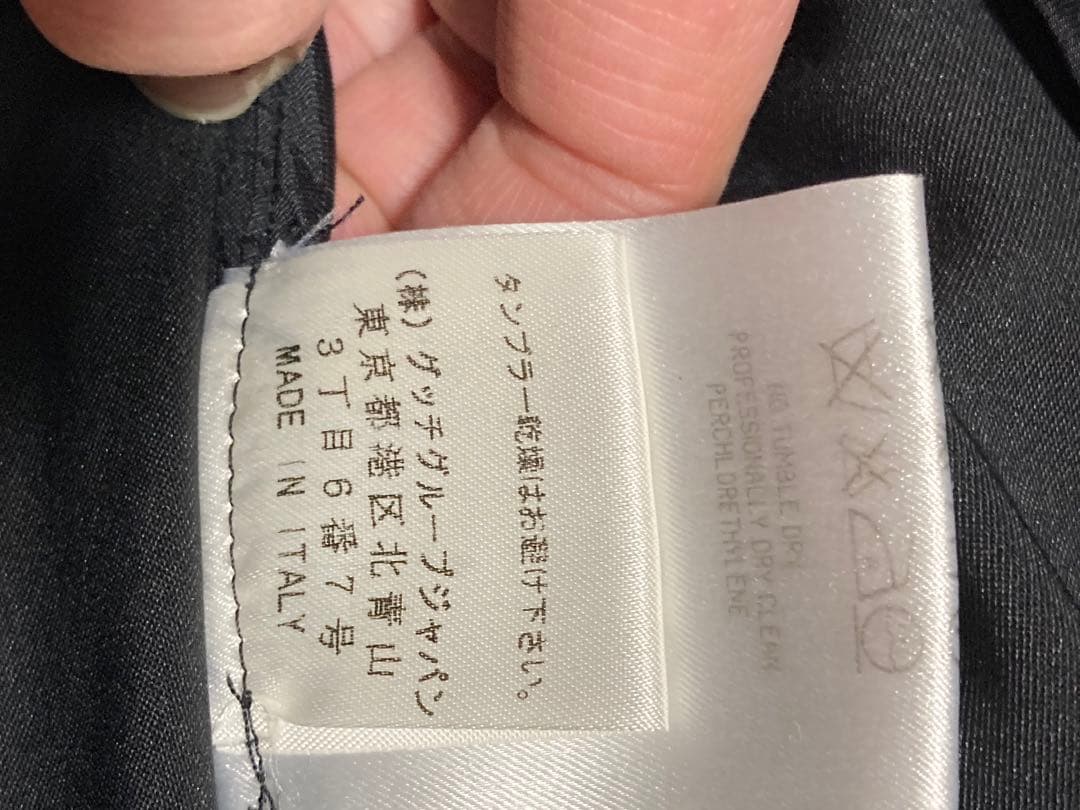 NO TUMBLE DRY
PROFESSIONALLY DRY CLEAN
PERCHLORETHYLENE
タンブラー乾燥はお避け下さい。
(株)グッチグループジャパン
東京都港区北青山
3丁目6番7号
MADE IN ITALY